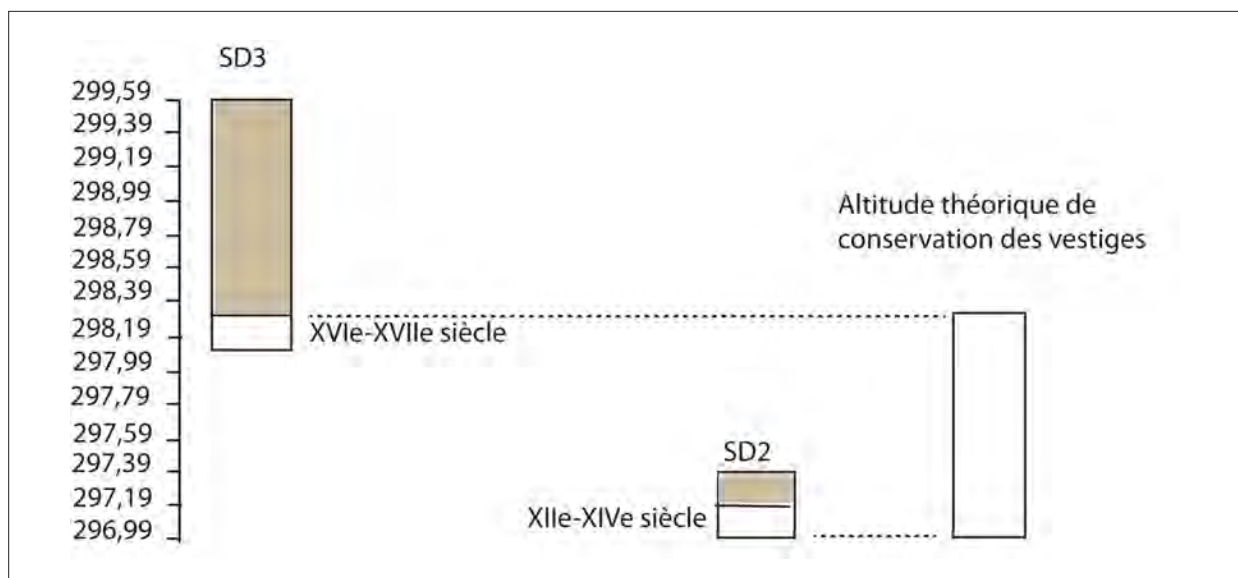 SD3
299,59
299,39
299,19
298,99
298,79
298,59
298,39
298,19
297,99
297,79
297,59
297,39
297,19
296,99
Altitude théorique de
conservation des vestiges
XVIe-XVIIe siècle
SD2
XIIe-XIVe siècle